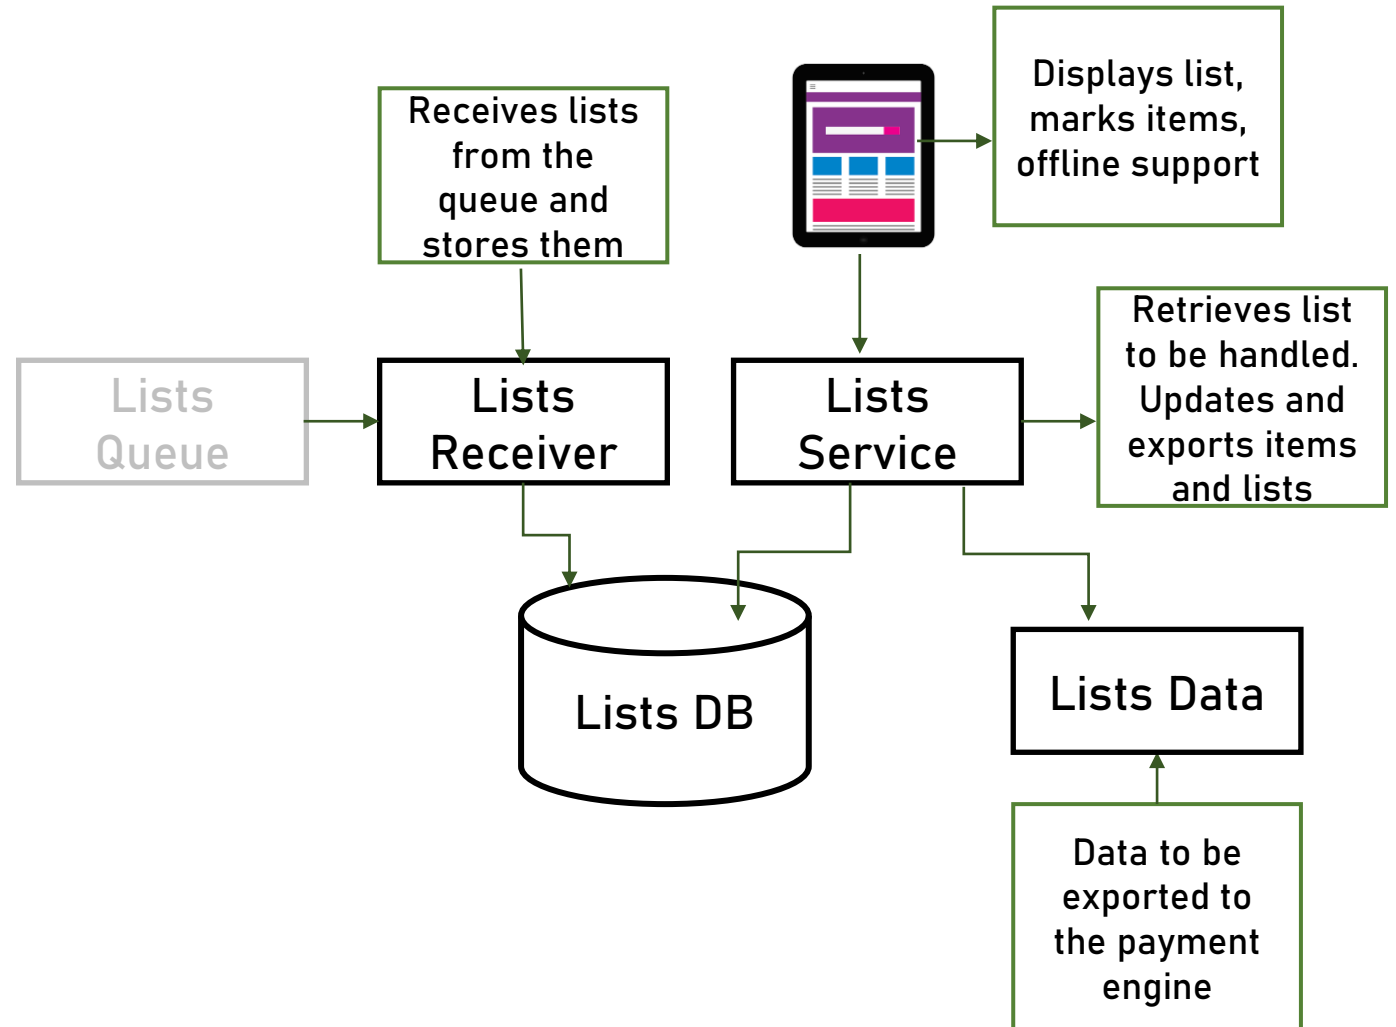 Displays list,
marks items,
offline support
Receives lists
from the
queue and
stores them
Retrieves list
to be handled.
Updates and
exports items
and lists
Lists
Queue
Lists
Receiver
Lists
Service
Lists DB
Lists Data
Data to be
exported to
the payment
engine